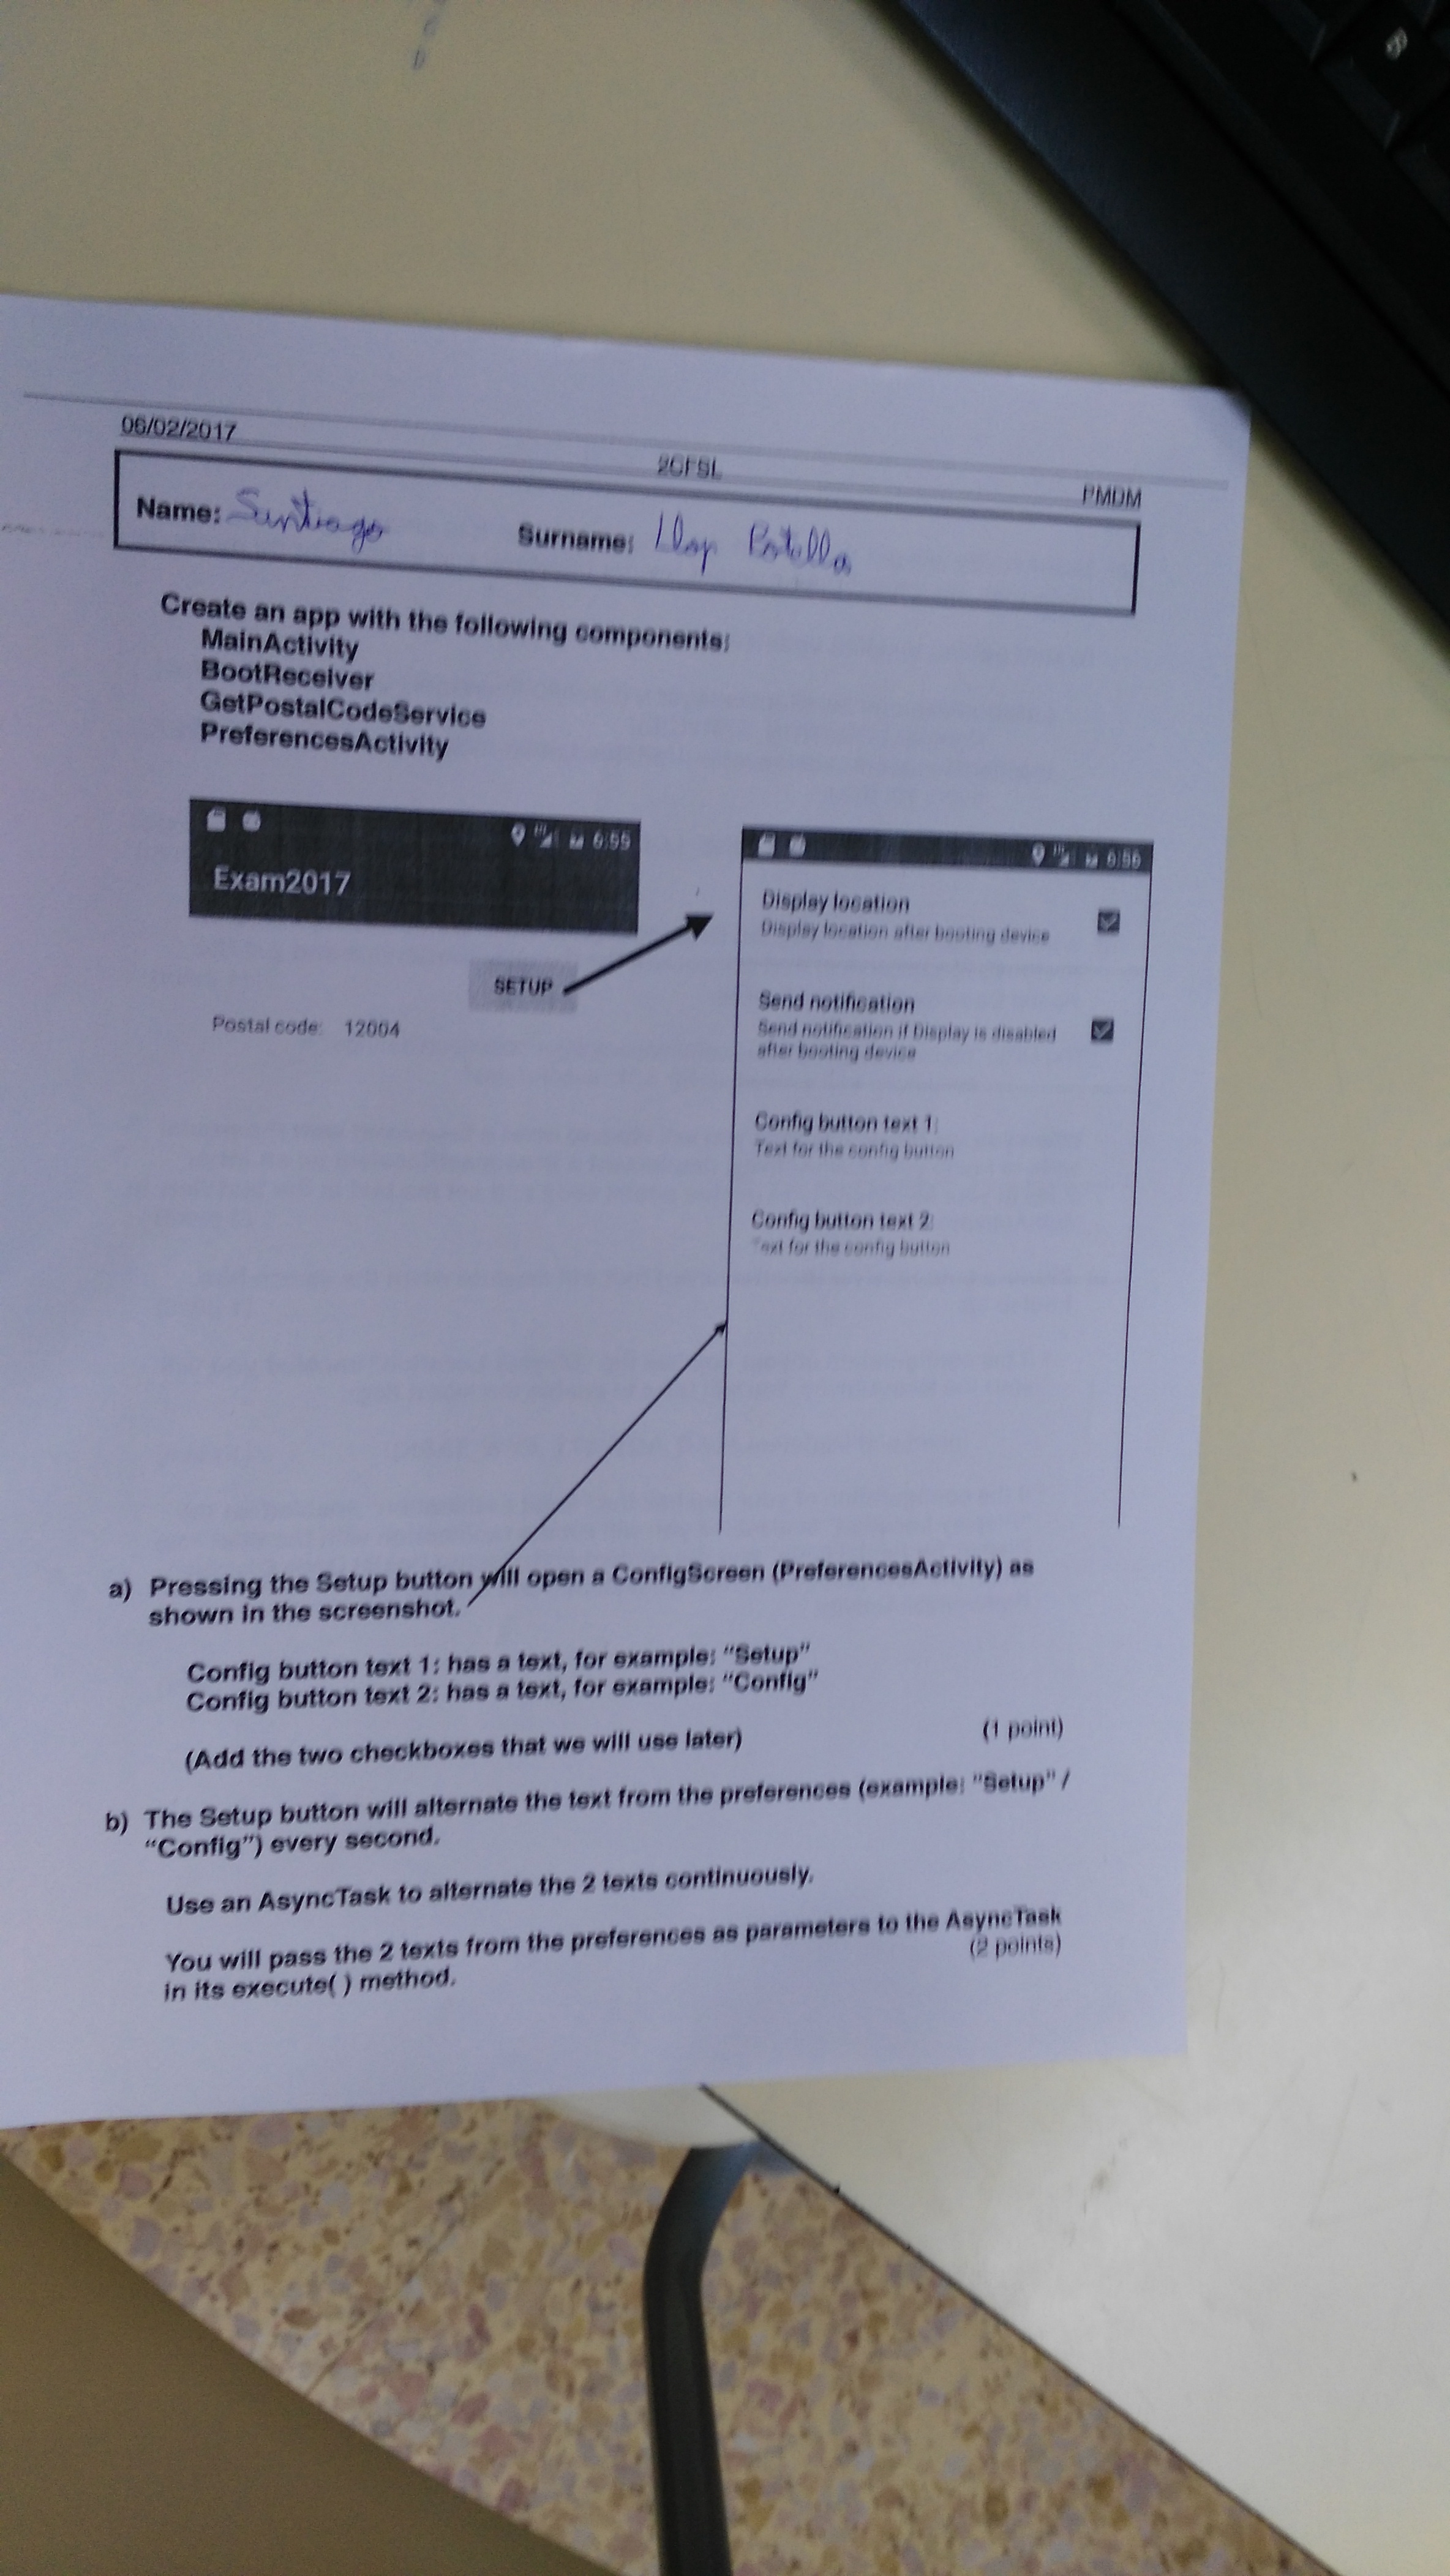 06/02/2017 2CFSL PMDM
Name: Santiago Surname: Llop Portella
Create an app with the following components:
MainActivity
BootReceiver
GetPostalCodeService
PreferencesActivity
6:55
Exam2017
SETUP
Postal code: 12004
6:56
Display location
Display location after booting device
Send notification
Send notification if Display is disabled
after booting device
Config button text 1:
Text for the config button
Config button text 2:
Text for the config button
a) Pressing the Setup button will open a ConfigScreen (PreferencesActivity) as
shown in the screenshot.
Config button text 1: has a text, for example: "Setup"
Config button text 2: has a text, for example: "Config"
(Add the two checkboxes that we will use later) (1 point)
b) The Setup button will alternate the text from the preferences (example: "Setup" /
"Config") every second.
Use an AsyncTask to alternate the 2 texts continuously.
You will pass the 2 texts from the preferences as parameters to the AsyncTask
in its execute( ) method. (2 points)